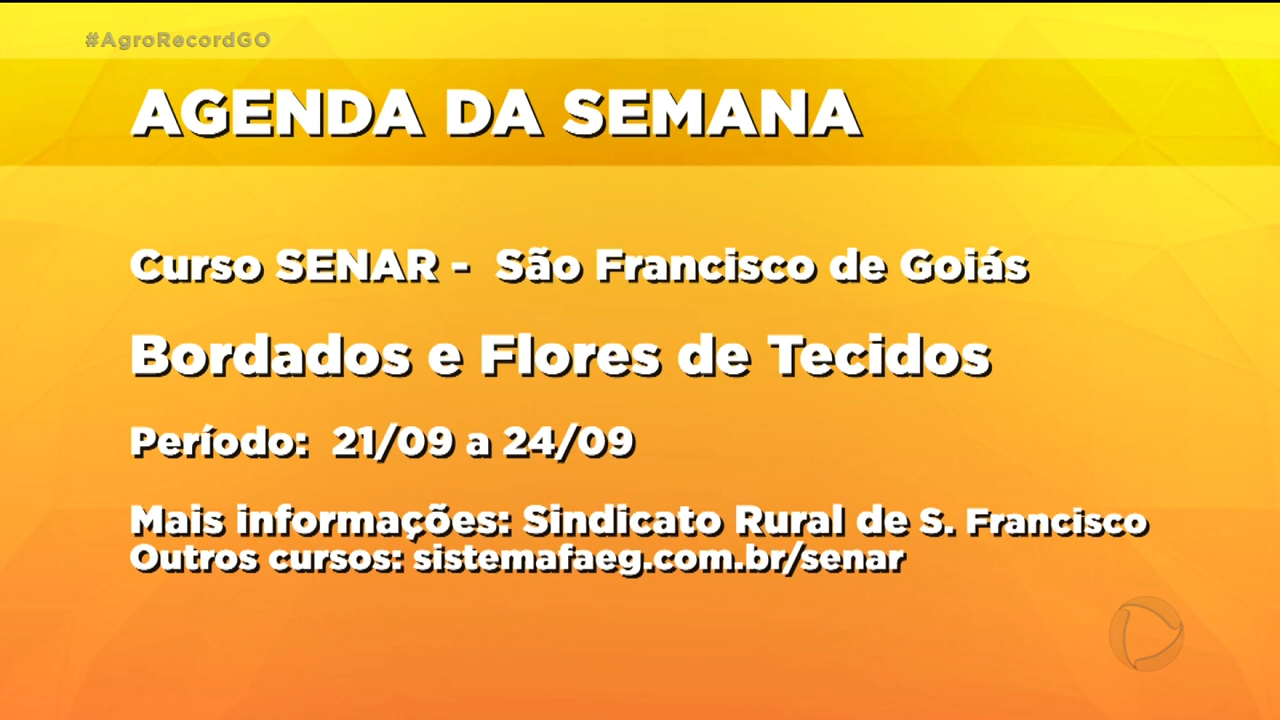 #AgroRecordGO
AGENDA DA SEMANA
Curso SENAR - São Francisco de Goiás
Bordados e Flores de Tecidos
Período: 21/09 a 24/09
Mais informações: Sindicato Rural de S. Francisco
Outros cursos: sistemafaeg.com.br/senar